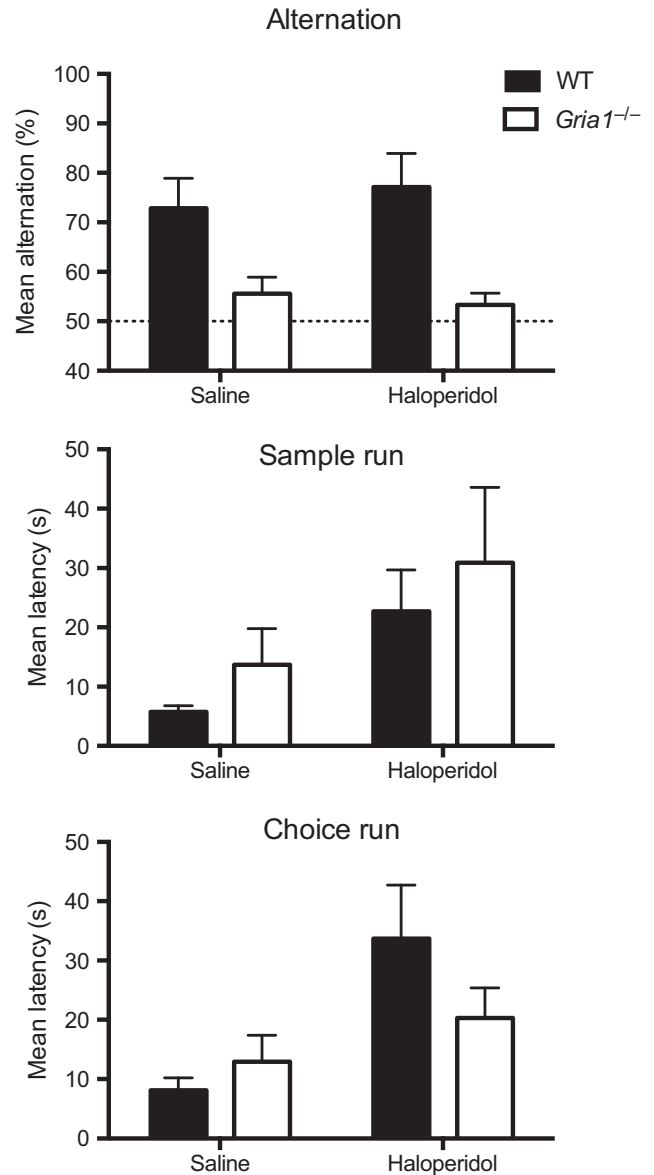 Alternation
WT
Gria1–/–
Mean alternation (%)
100
90
80
70
60
50
40
Saline Haloperidol
Sample run
Mean latency (s)
50
40
30
20
10
0
Saline Haloperidol
Choice run
Mean latency (s)
50
40
30
20
10
0
Saline Haloperidol